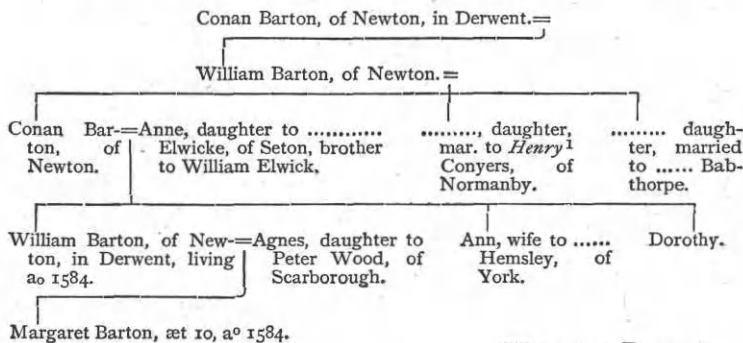 Conan Barton, of Newton, in Derwent.=
William Barton, of Newton.=
Conan Bar-=
ton, of
Newton.
Anne, daughter to ............
Elwicke, of Seton, brother
to William Elwick.
........., daughter,
mar. to Henry¹
Conyers, of
Normanby.
......... daugh-
ter, married
to ...... Bab-
thorpe.
William Barton, of New-=
ton, in Derwent, living
ao 1584.
Agnes, daughter to
Peter Wood, of
Scarborough.
Ann, wife to ......
Hemsley, of
York.
Dorothy.
Margaret Barton, æt 10, aº 1584.